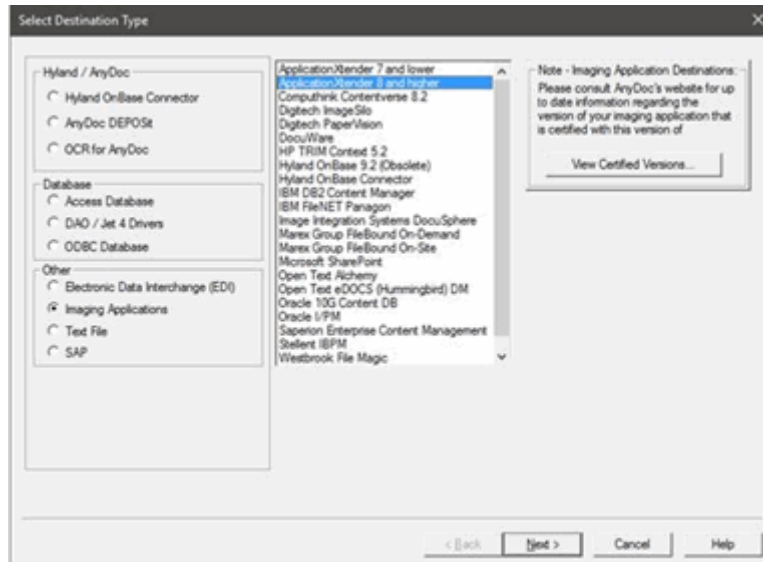 Select Destination Type
Hyland / AnyDoc
Hyland OnBase Connector
AnyDoc DEPOSit
OCR for AnyDoc
Database
Access Database
DAO / Jet 4 Drivers
ODBC Database
Other
Electronic Data Interchange (EDI)
Imaging Applications
Text File
SAP
ApplicationXtender 7 and lower
ApplicationXtender 8 and higher
Computhink Contentverse 8.2
Digitech ImageSilo
Digitech PaperVision
DocuWare
HP TRIM Context 5.2
Hyland OnBase 9.2 (Obsolete)
Hyland OnBase Connector
IBM DB2 Content Manager
IBM FileNET Panagon
Image Integration Systems DocuSphere
Marex Group FileBound On-Demand
Marex Group FileBound On-Site
Microsoft SharePoint
Open Text Alchemy
Open Text eDOCS (Hummingbird) DM
Oracle 10G Content DB
Oracle I/PM
Saperion Enterprise Content Management
Stellent IBPM
Westbrook File Magic
Note - Imaging Application Destinations:
Please consult AnyDoc's website for up
to date information regarding the
version of your imaging application that
is certified with this version of
View Certified Versions...
< Back
Next >
Cancel
Help